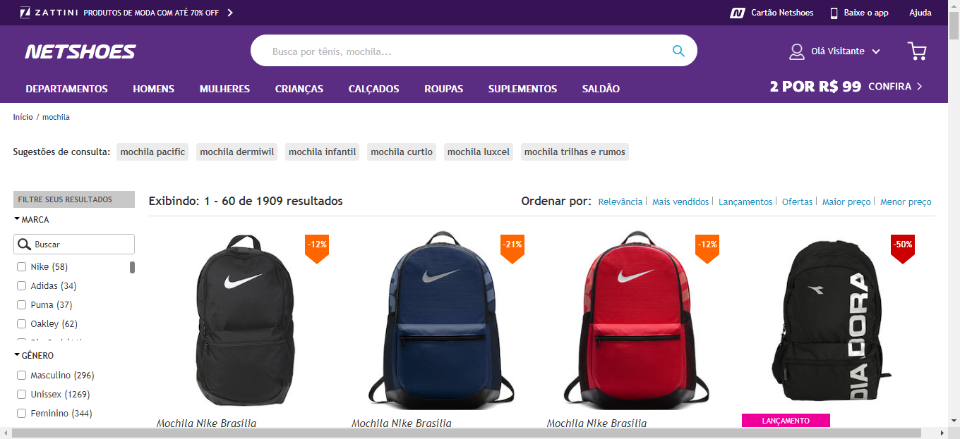 ZATTINI PRODUTOS DE MODA COM ATÉ 70% OFF
Cartão Netshoes
Baixe o app
Ajuda
NETSHOES
Busca por tênis, mochila...
Olá Visitante
DEPARTAMENTOS HOMENS MULHERES CRIANÇAS CALÇADOS ROUPAS SUPLEMENTOS SALDÃO
2 POR R$ 99 CONFIRA
Início / mochila
Sugestões de consulta: mochila pacific mochila dermiwil mochila infantil mochila curtlo mochila luxcel mochila trilhas e rumos
FILTRE SEUS RESULTADOS
Exibindo: 1 - 60 de 1909 resultados
Ordenar por: Relevância | Mais vendidos | Lançamentos | Ofertas | Maior preço | Menor preço
MARCA
Buscar
Nike (58)
Adidas (34)
Puma (37)
Oakley (62)
GÊNERO
Masculino (296)
Unissex (1269)
Feminino (344)
-12%
-21%
-12%
-50%
DIADORA
Mochila Nike Brasilia
Mochila Nike Brasilia
Mochila Nike Brasilia
LANÇAMENTO